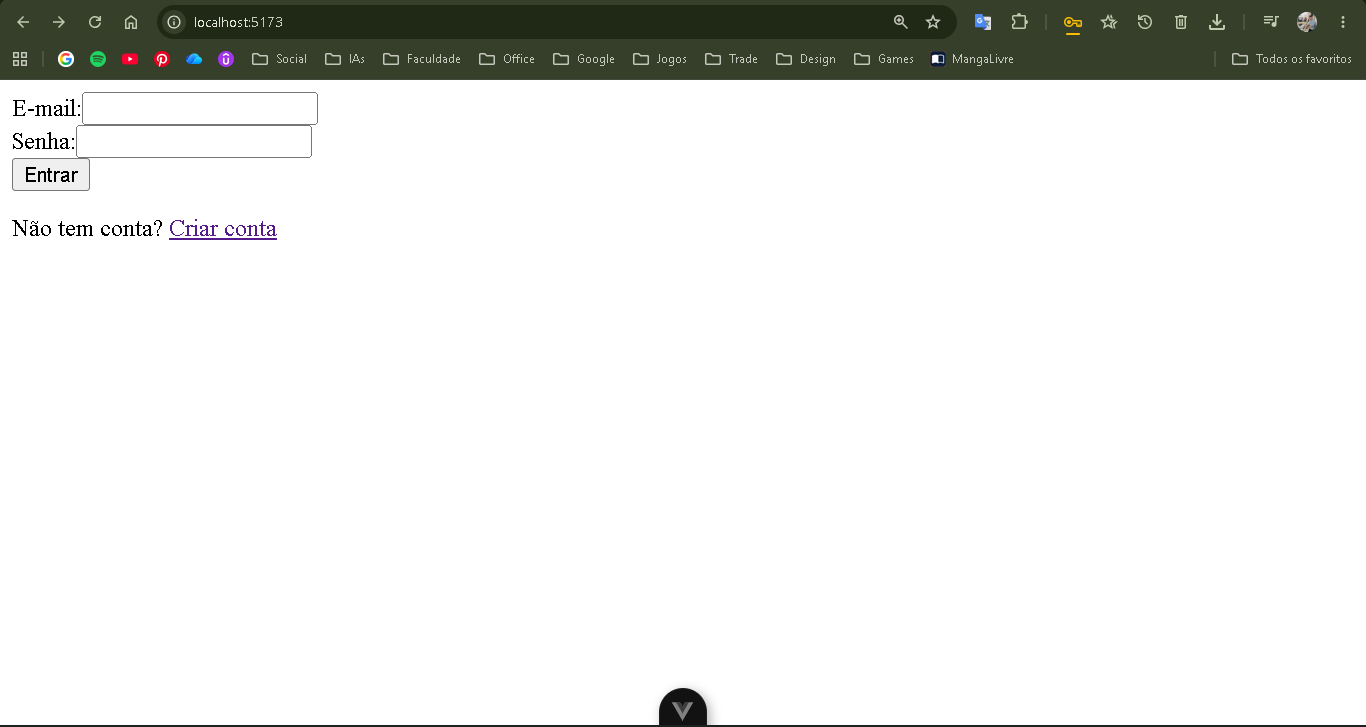 localhost:5173
Social IAs Faculdade Office Google Jogos Trade Design Games MangaLivre Todos os favoritos
E-mail:
Senha:
Entrar
Não tem conta? Criar conta